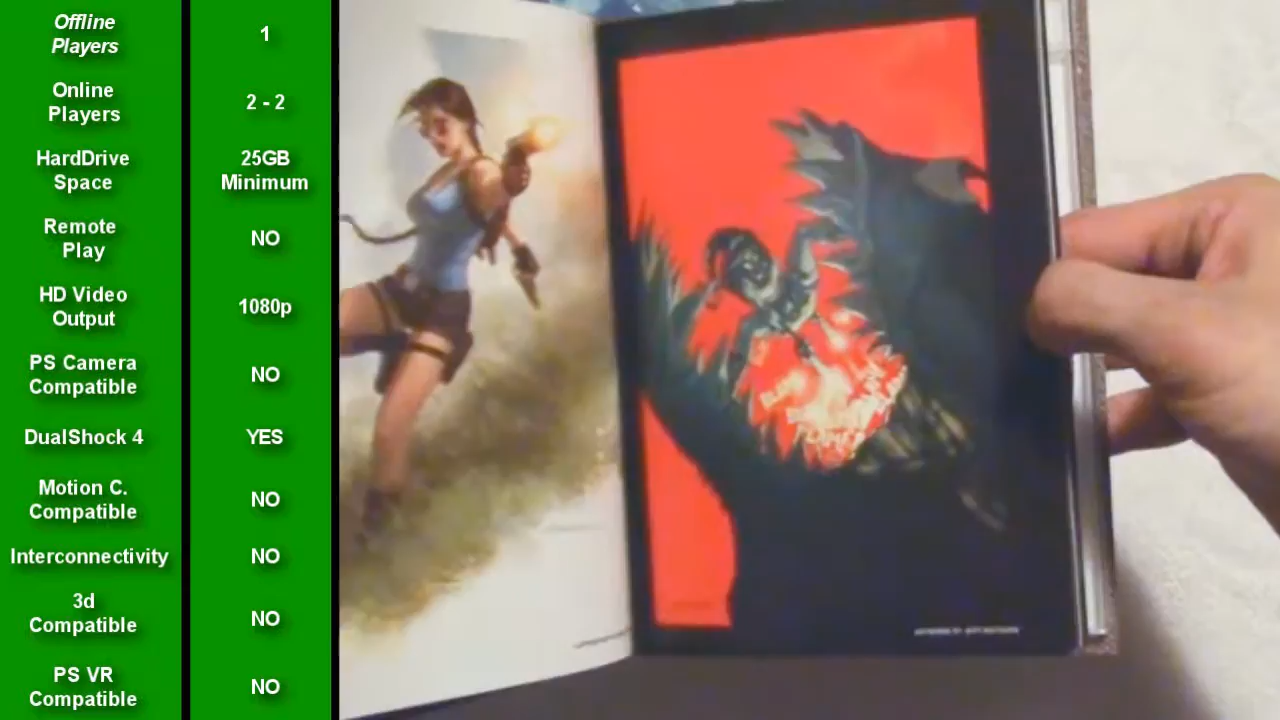 Offline
Players
1
Online
Players
2 - 2
HardDrive
Space
25GB
Minimum
Remote
Play
NO
HD Video
Output
1080p
PS Camera
Compatible
NO
DualShock 4
YES
Motion C.
Compatible
NO
Interconnectivity
NO
3d
Compatible
NO
PS VR
Compatible
NO